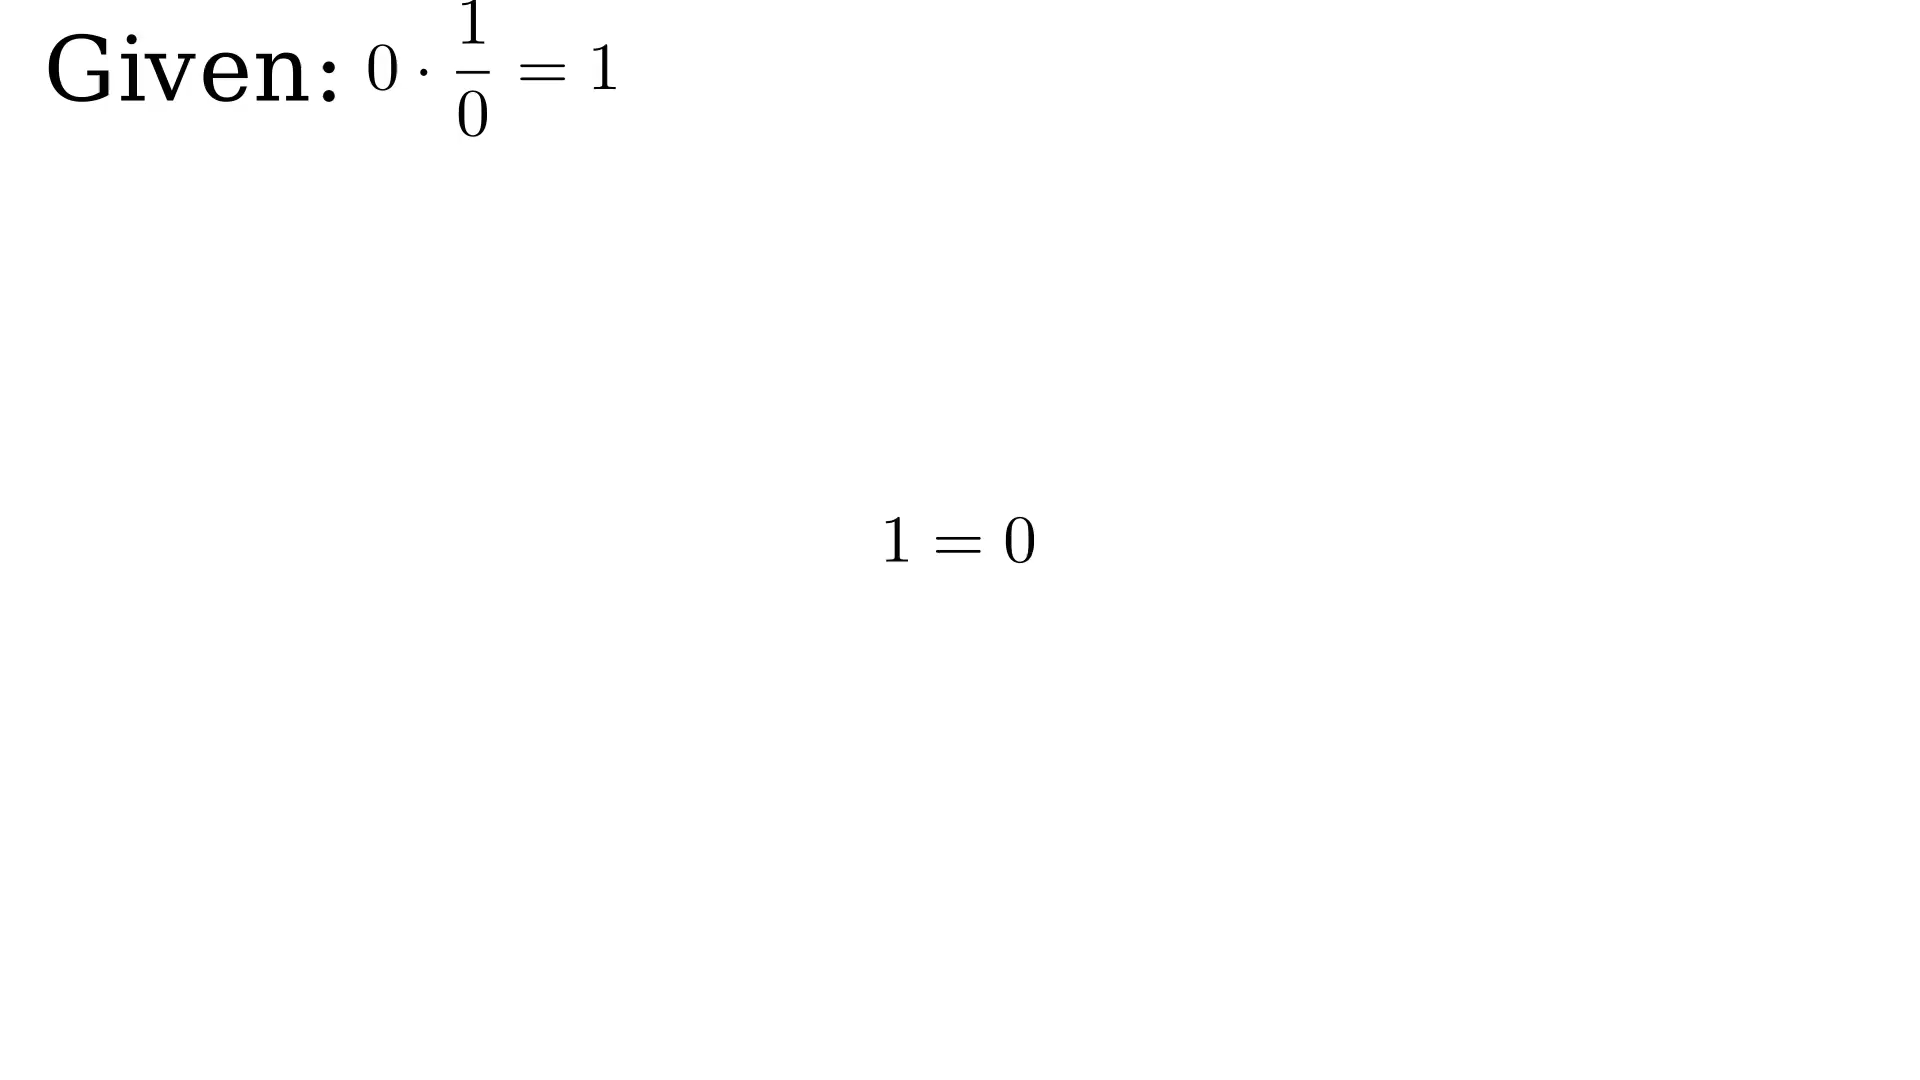 Given: 0 · 1/0 = 1
1 = 0